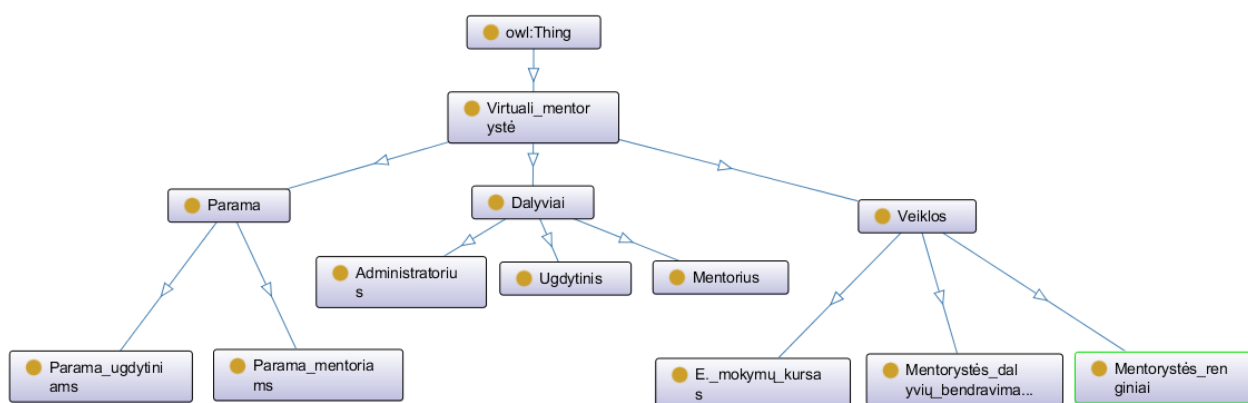 owl:Thing
Virtuali_mentor
ystė
Parama
Dalyviai
Veiklos
Administratoriu
s
Ugdytinis
Mentorius
Parama_ugdytini
ams
Parama_mentoria
ms
E._mokymų_kursa
s
Mentorystės_dal
yvių_bendravima...
Mentorystės_ren
giniai